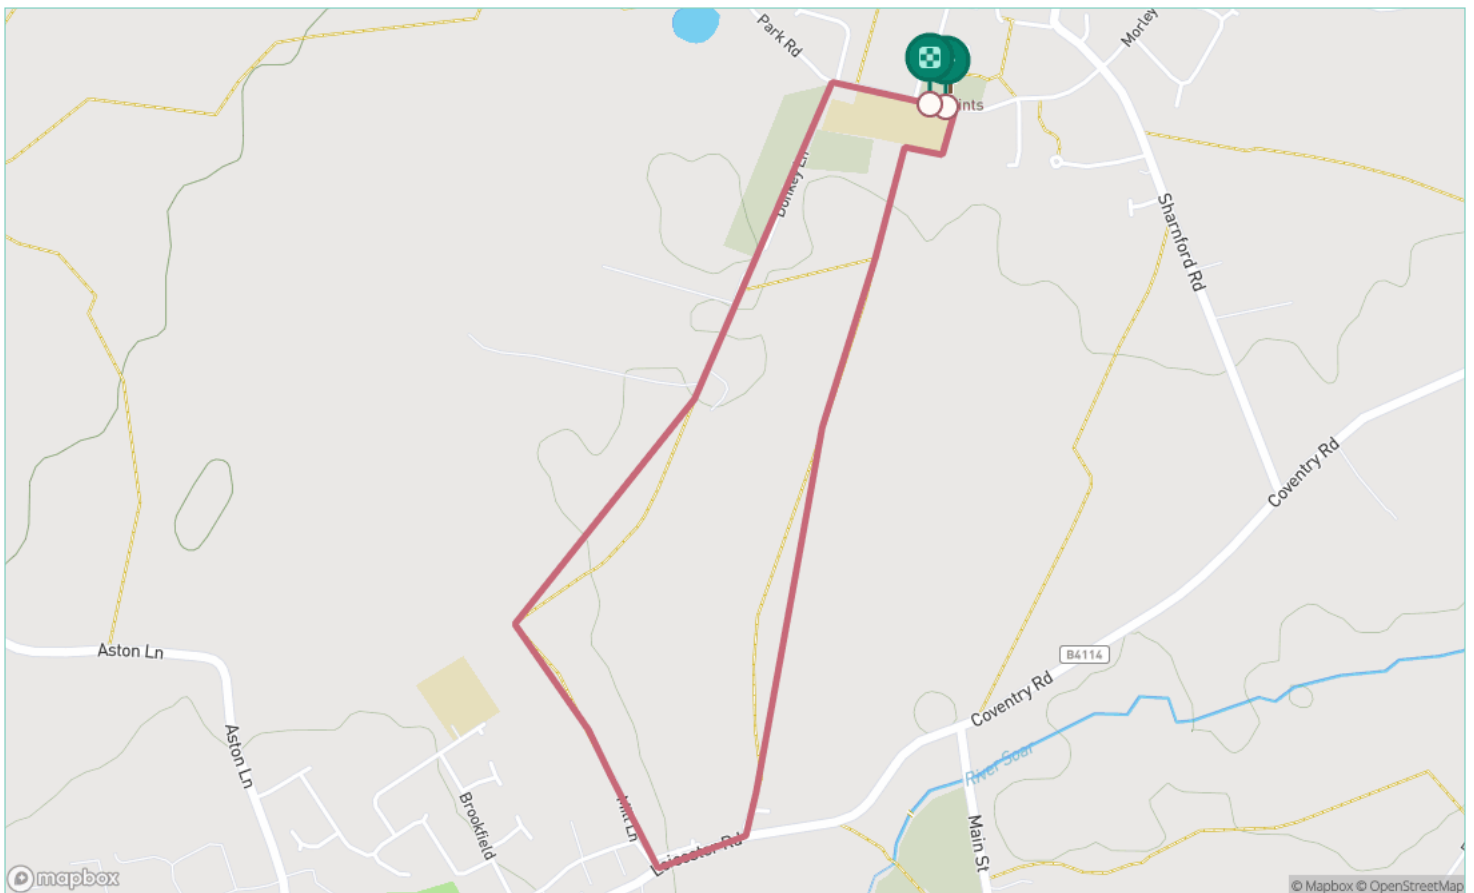 Park Rd
Morley
ints
Donkey Ln
Sharnford Rd
Coventry Rd
Aston Ln
B4114
Coventry Rd
Aston Ln
River Soar
Brookfield
Mill Ln
Leicester Rd
Main St
mapbox
© Mapbox © OpenStreetMap